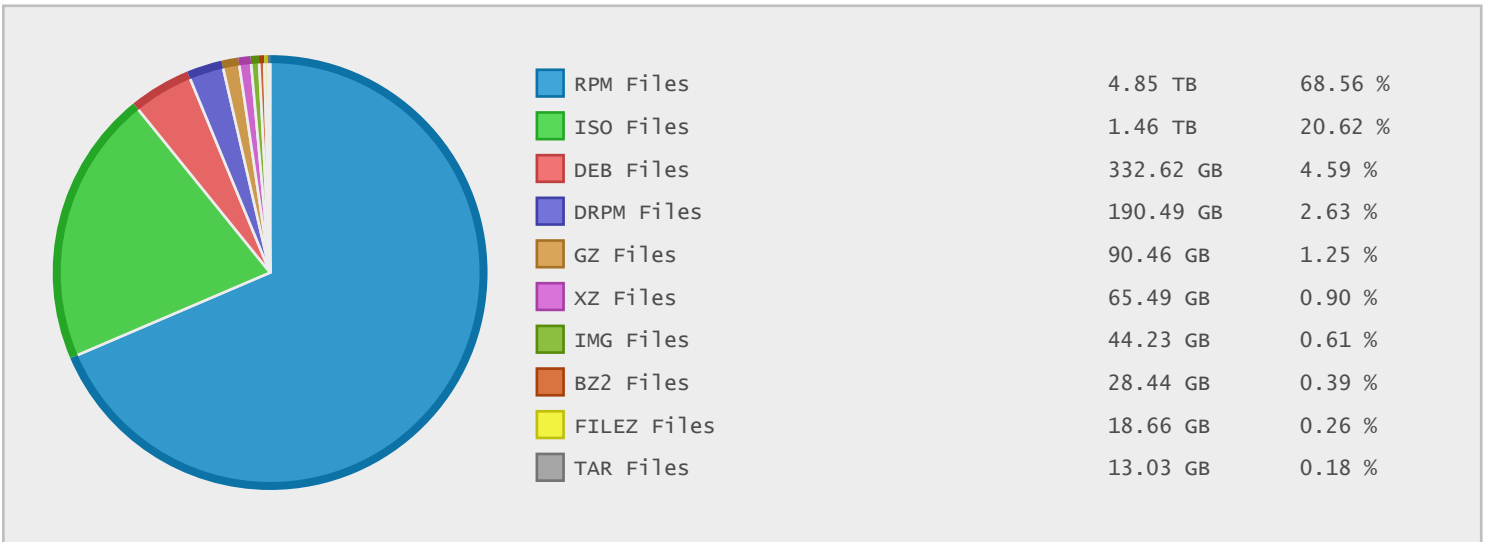 RPM Files 4.85 TB 68.56 %
ISO Files 1.46 TB 20.62 %
DEB Files 332.62 GB 4.59 %
DRPM Files 190.49 GB 2.63 %
GZ Files 90.46 GB 1.25 %
XZ Files 65.49 GB 0.90 %
IMG Files 44.23 GB 0.61 %
BZ2 Files 28.44 GB 0.39 %
FILEZ Files 18.66 GB 0.26 %
TAR Files 13.03 GB 0.18 %